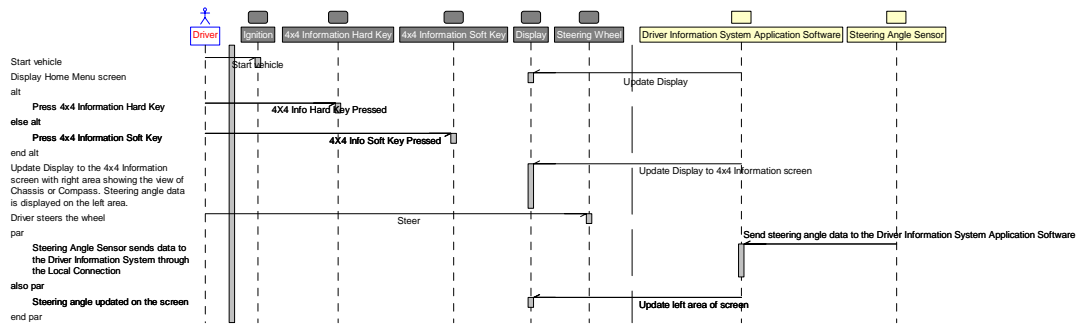 Driver
Ignition
4x4 Information Hard Key
4x4 Information Soft Key
Display
Steering Wheel
Driver Information System Application Software
Steering Angle Sensor
Start vehicle
Start vehicle
Display Home Menu screen
Update Display
alt
Press 4x4 Information Hard Key
4X4 Info Hard Key Pressed
else alt
Press 4x4 Information Soft Key
4X4 Info Soft Key Pressed
end alt
Update Display to the 4x4 Information
screen with right area showing the view of
Chassis or Compass. Steering angle data
is displayed on the left area.
Update Display to 4x4 Information screen
Driver steers the wheel
Steer
par
Send steering angle data to the Driver Information System Application Software
Steering Angle Sensor sends data to
the Driver Information System through
the Local Connection
also par
Steering angle updated on the screen
Update left area of screen
end par